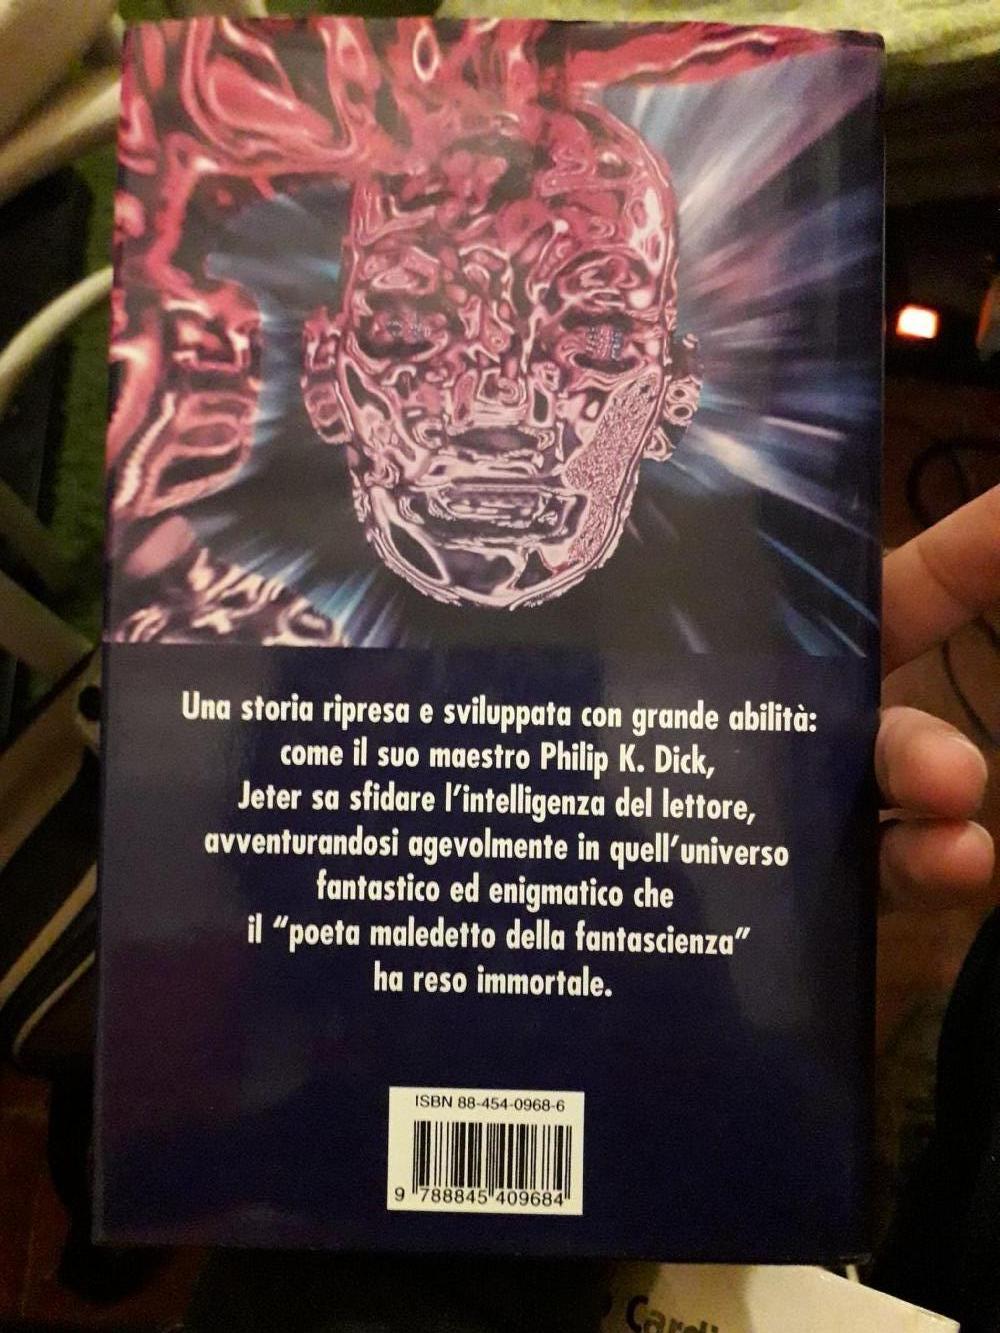 Una storia ripresa e sviluppata con grande abilità:
come il suo maestro Philip K. Dick,
Jeter sa sfidare l'intelligenza del lettore,
avventurandosi agevolmente in quell'universo
fantastico ed enigmatico che
il “poeta maledetto della fantascienza”
ha reso immortale.
ISBN 88-454-0968-6
9 788845 409684